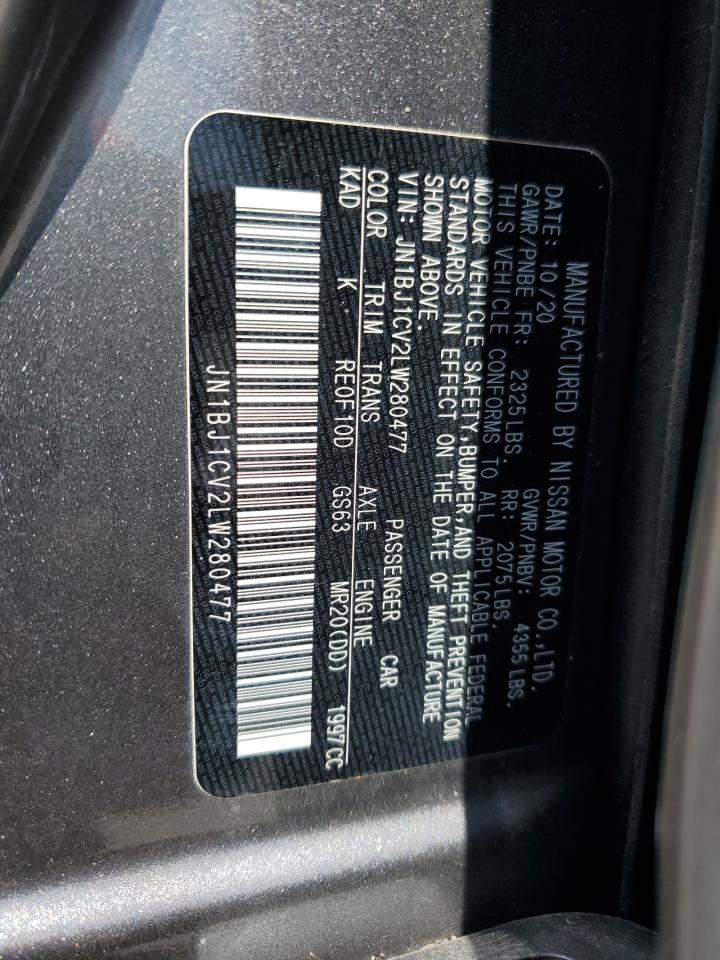 MANUFACTURED BY NISSAN MOTOR CO.,LTD.
DATE: 10/20 GVWR/PNBV: 4355 LBS,
GAWR/PNBE FR: 2325LBS. RR: 2075LBS.
THIS VEHICLE CONFORMS TO ALL APPLICABLE FEDERAL
MOTOR VEHICLE SAFETY,BUMPER,AND THEFT PREVENTION
STANDARDS IN EFFECT ON THE DATE OF MANUFACTURE
SHOWN ABOVE.
VIN: JN1BJ1CV2LW280477 PASSENGER CAR
COLOR TRIM TRANS AXLE ENGINE
KAD K REOF10D GS63 MR20(DD) 1997CC
JN1BJ1CV2LW280477